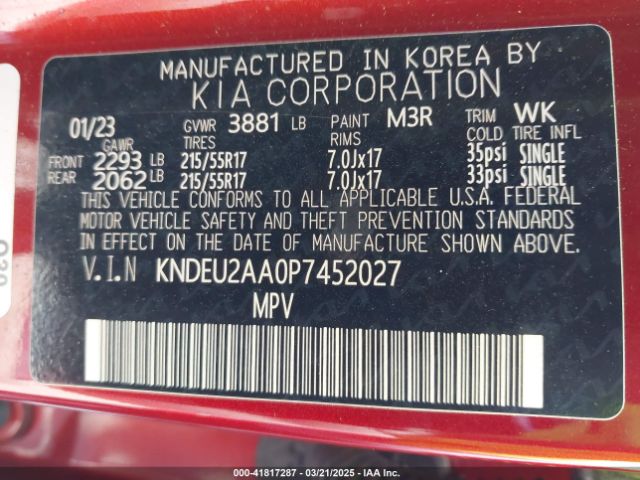 MANUFACTURED IN KOREA BY
KIA CORPORATION
01/23 GVWR 3881 LB PAINT M3R TRIM WK
GAWR TIRES RIMS COLD TIRE INFL
FRONT 2293 LB 215/55R17 7.0Jx17 35psi SINGLE
REAR 2062 LB 215/55R17 7.0Jx17 33psi SINGLE
THIS VEHICLE CONFORMS TO ALL APPLICABLE U.S.A. FEDERAL
MOTOR VEHICLE SAFETY AND THEFT PREVENTION STANDARDS
IN EFFECT ON THE DATE OF MANUFACTURE SHOWN ABOVE.
V.I.N KNDEU2AA0P7452027
MPV
000-41817287 - 03/21/2025 - IAAI.COM